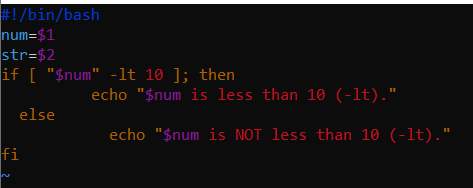 #!/bin/bash
num=$1
str=$2
if [ "$num" -lt 10 ]; then
echo "$num is less than 10 (-lt)."
else
echo "$num is NOT less than 10 (-lt)."
fi
~